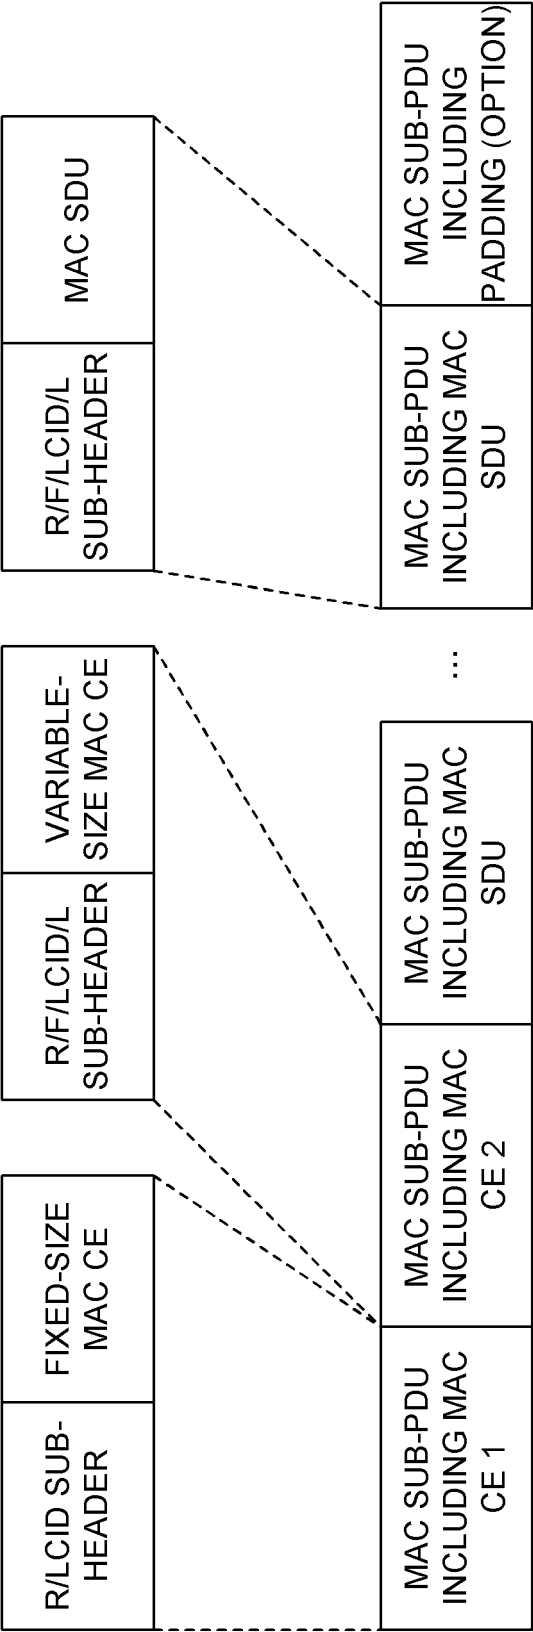 R/LCID SUB-
HEADER
FIXED-SIZE
MAC CE
R/F/LCID/L
SUB-HEADER
VARIABLE-
SIZE MAC CE
R/F/LCID/L
SUB-HEADER
MAC SDU
MAC SUB-PDU
INCLUDING MAC
CE 1
MAC SUB-PDU
INCLUDING MAC
CE 2
MAC SUB-PDU
INCLUDING MAC
SDU
...
MAC SUB-PDU
INCLUDING MAC
SDU
MAC SUB-PDU
INCLUDING
PADDING (OPTION)